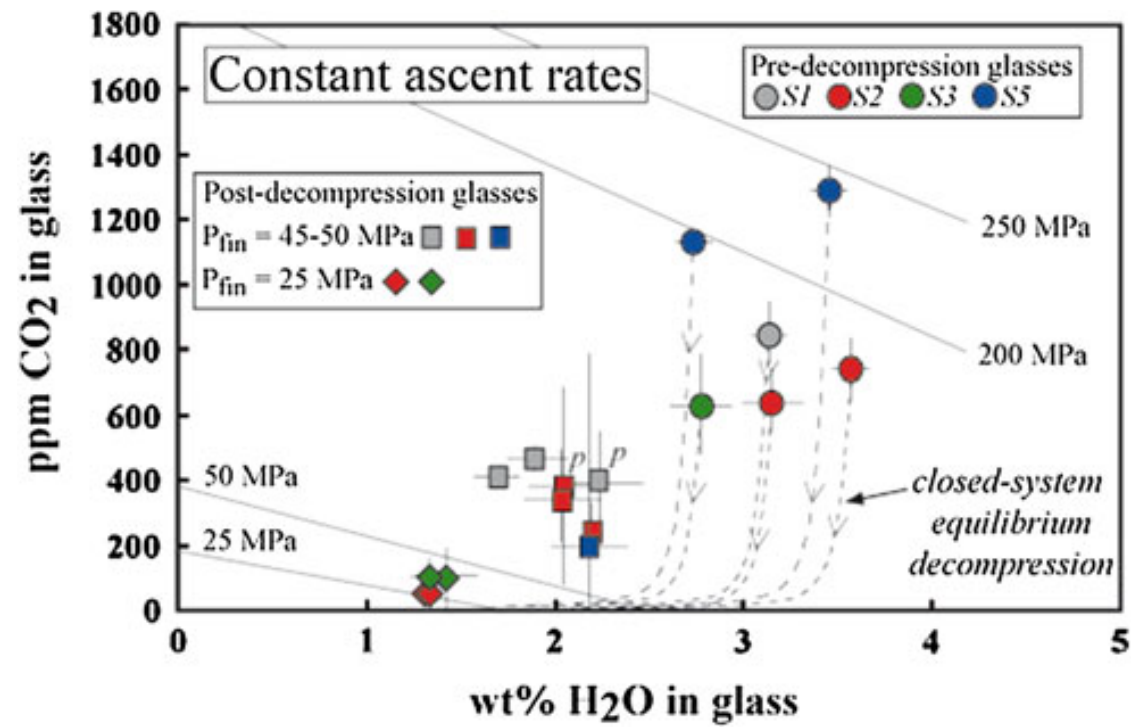 1800
1600
1400
1200
1000
800
600
400
200
0
ppm CO2 in glass
Constant ascent rates
Pre-decompression glasses
S1 S2 S3 S5
Post-decompression glasses
Pfin = 45-50 MPa
Pfin = 25 MPa
250 MPa
200 MPa
p p
50 MPa
25 MPa
closed-system
equilibrium
decompression
0 1 2 3 4 5
wt% H2O in glass